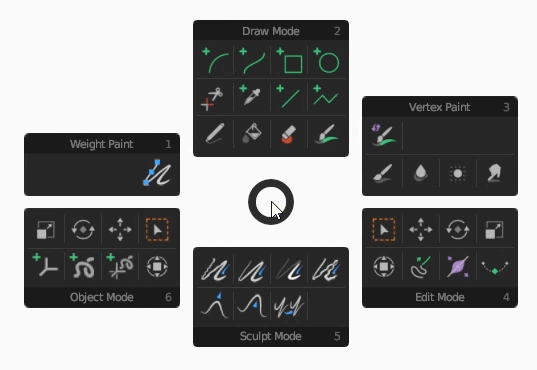 Draw Mode 2
Weight Paint 1
Vertex Paint 3
Object Mode 6
Sculpt Mode 5
Edit Mode 4